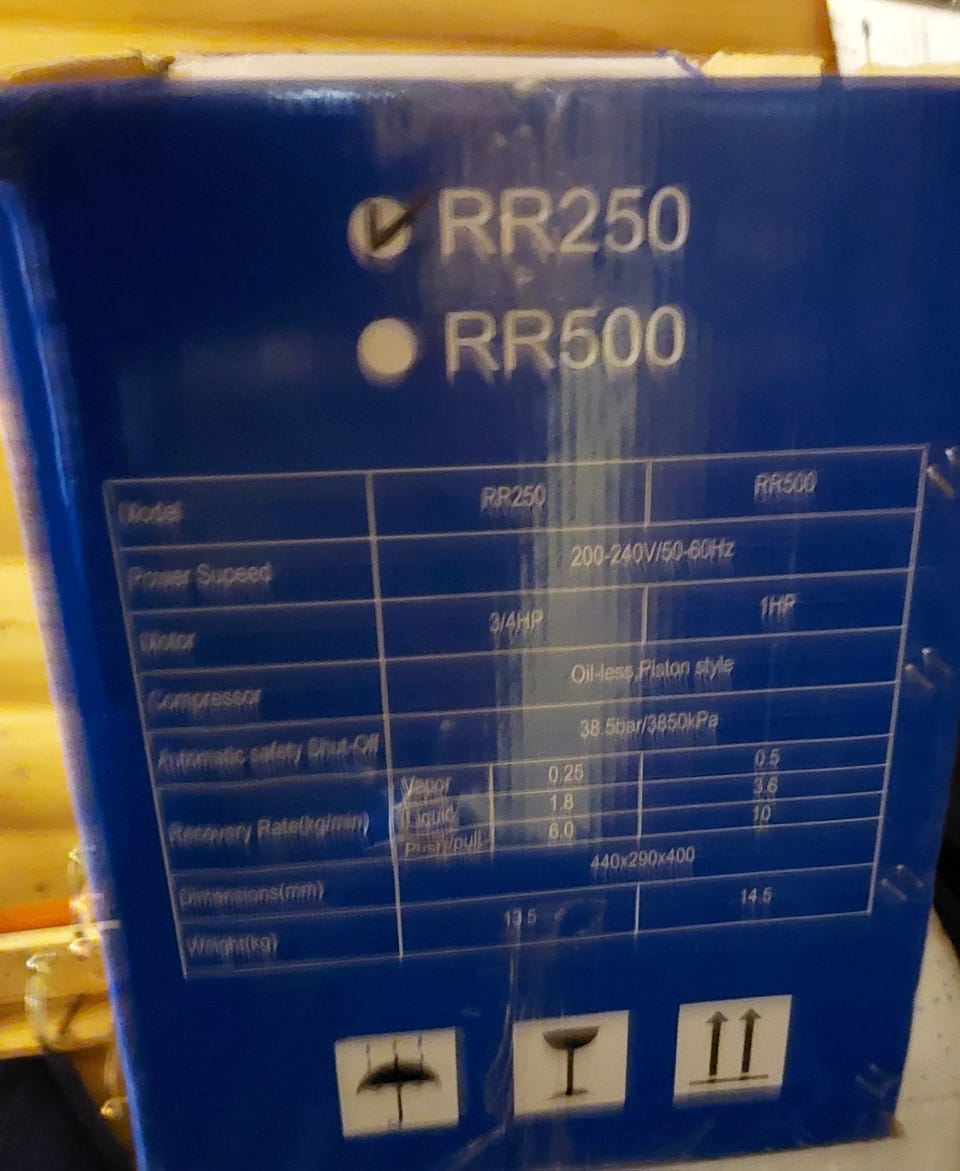 RR250
RR500
Model RR250 RR500
Power Supeed 200-240V/50-60Hz
Motor 3/4HP 1HP
Compressor Oil-less,Piston style
Automatic safety Shut-Off 38.5bar/3850kPa
Recovery Rate(kg/min) Vapor 0.25 0.5
Liquid 1.8 3.6
Push/pull 6.0 10
Dimensions(mm) 440x290x400
Weight(kg) 13.5 14.5